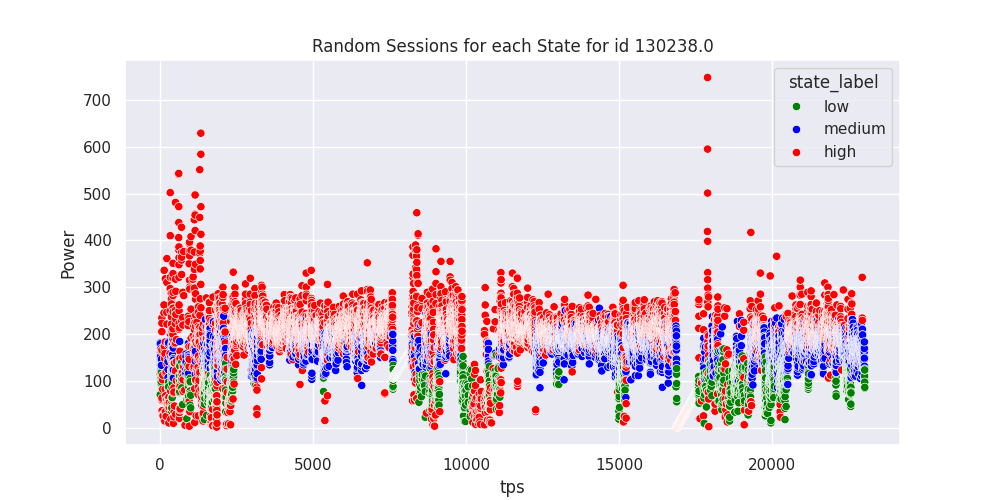 Random Sessions for each State for id 130238.0
state_label
low
medium
high
Power
700
600
500
400
300
200
100
0
0 5000 10000 15000 20000
tps